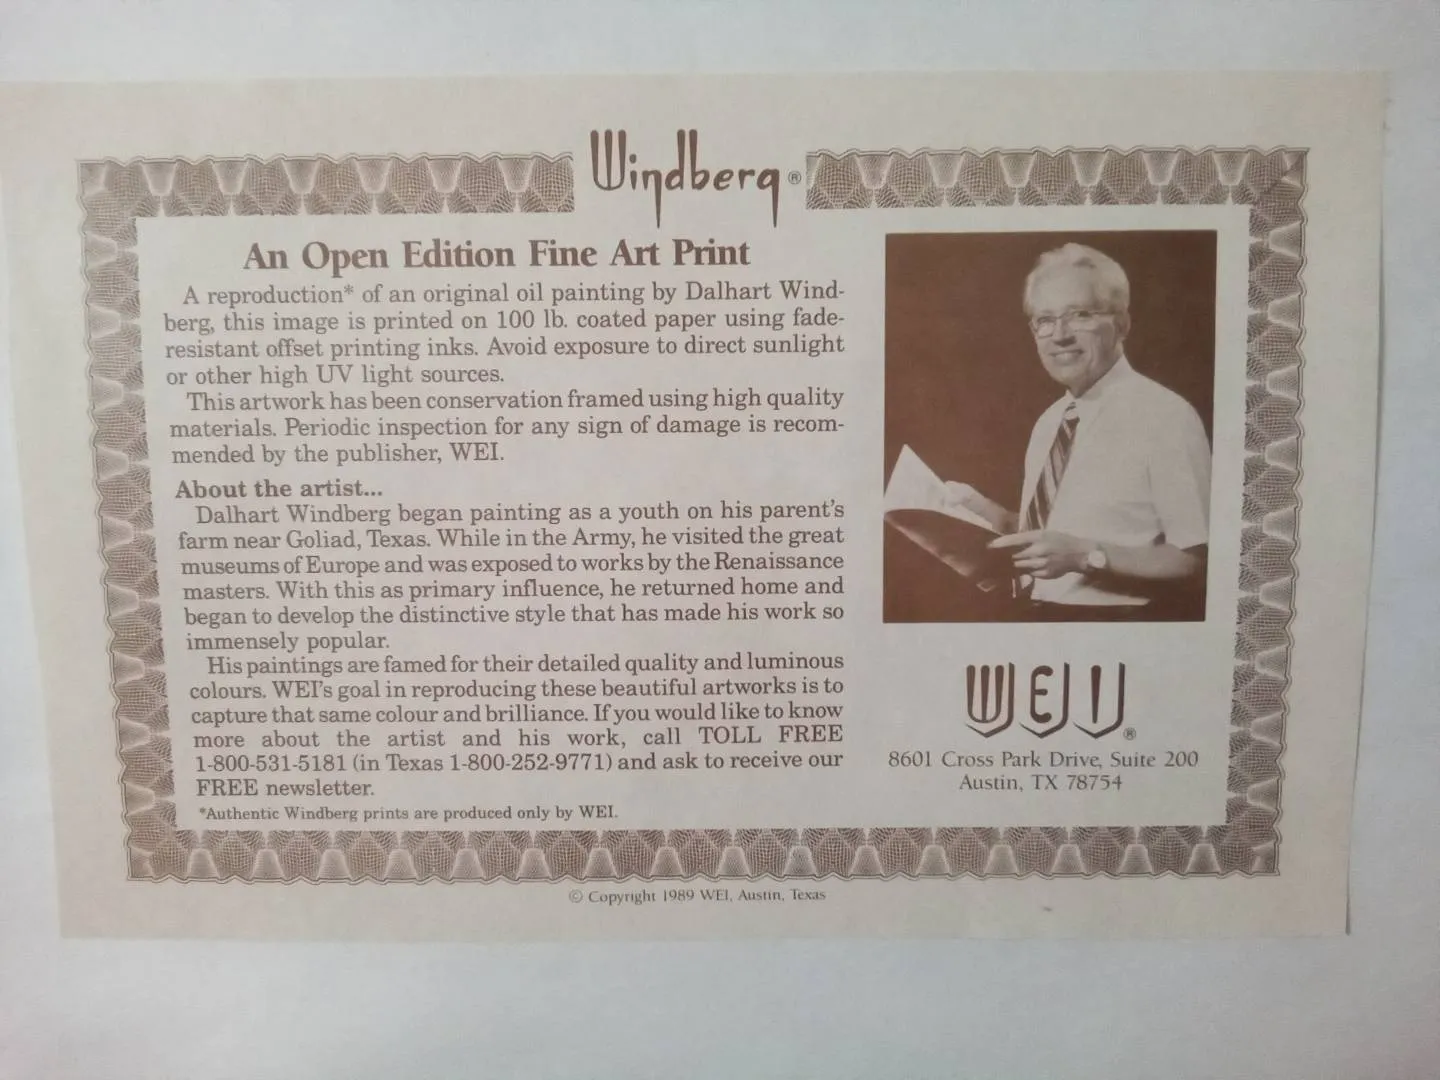 Windberg®
An Open Edition Fine Art Print
A reproduction* of an original oil painting by Dalhart Wind-
berg, this image is printed on 100 lb. coated paper using fade-
resistant offset printing inks. Avoid exposure to direct sunlight
or other high UV light sources.
This artwork has been conservation framed using high quality
materials. Periodic inspection for any sign of damage is recom-
mended by the publisher, WEI.
About the artist...
Dalhart Windberg began painting as a youth on his parent's
farm near Goliad, Texas. While in the Army, he visited the great
museums of Europe and was exposed to works by the Renaissance
masters. With this as primary influence, he returned home and
began to develop the distinctive style that has made his work so
immensely popular.
His paintings are famed for their detailed quality and luminous
colours. WEI's goal in reproducing these beautiful artworks is to
capture that same colour and brilliance. If you would like to know
more about the artist and his work, call TOLL FREE
1-800-531-5181 (in Texas 1-800-252-9771) and ask to receive our
FREE newsletter.
*Authentic Windberg prints are produced only by WEI.
WEI®
8601 Cross Park Drive, Suite 200
Austin, TX 78754
© Copyright 1989 WEI, Austin, Texas